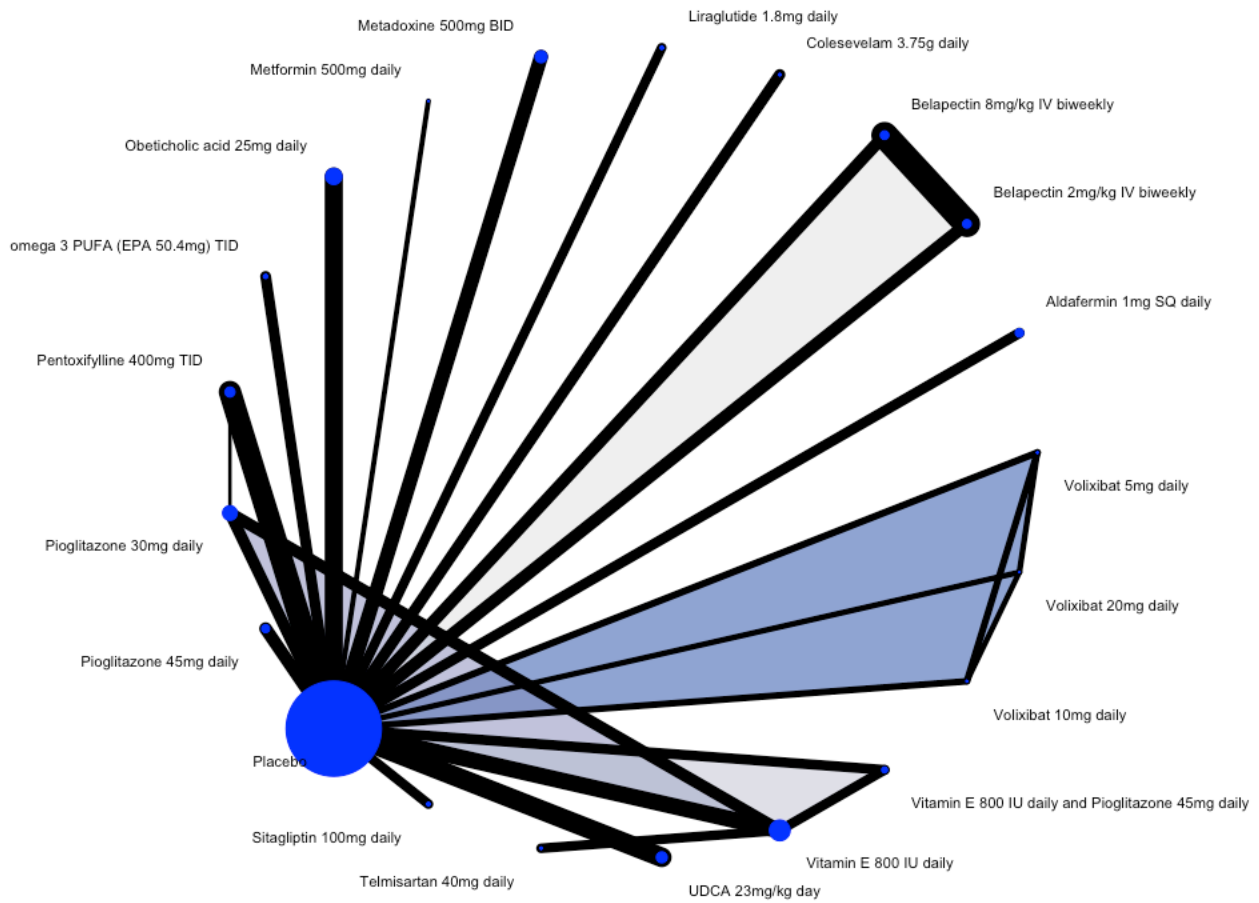 Liraglutide 1.8mg daily
Metadoxine 500mg BID
Colesevelam 3.75g daily
Metformin 500mg daily
Belapectin 8mg/kg IV biweekly
Obeticholic acid 25mg daily
Belapectin 2mg/kg IV biweekly
omega 3 PUFA (EPA 50.4mg) TID
Aldafermin 1mg SQ daily
Pentoxifylline 400mg TID
Volixibat 5mg daily
Pioglitazone 30mg daily
Volixibat 20mg daily
Pioglitazone 45mg daily
Volixibat 10mg daily
Placebo
Vitamin E 800 IU daily and Pioglitazone 45mg daily
Sitagliptin 100mg daily
Vitamin E 800 IU daily
Telmisartan 40mg daily
UDCA 23mg/kg day